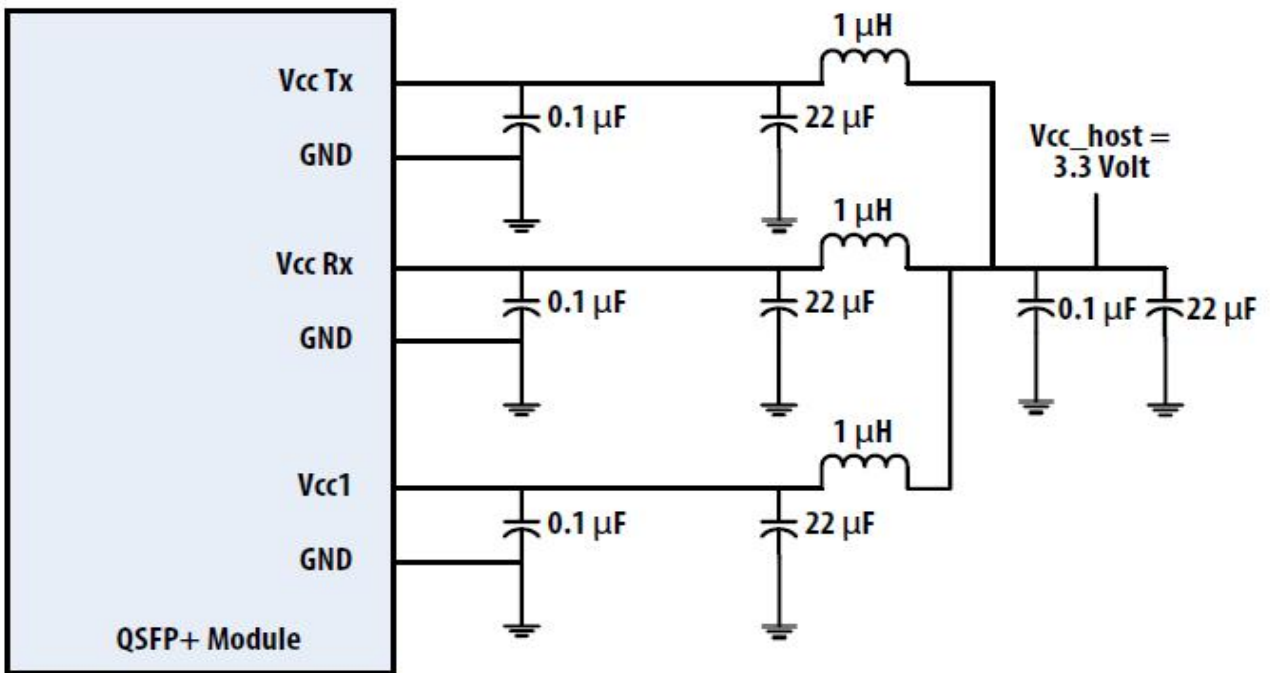 1 μH
Vcc Tx
0.1 μF
22 μF
GND
Vcc_host =
3.3 Volt
1 μH
Vcc Rx
0.1 μF
22 μF
0.1 μF
22 μF
GND
1 μH
Vcc1
0.1 μF
22 μF
GND
QSFP+ Module